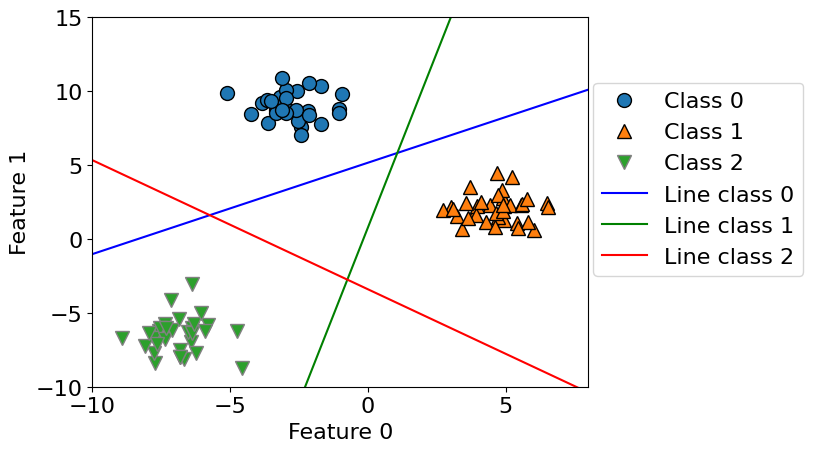 15
10
5
0
−5
−10
Feature 1
−10
−5
0
5
Feature 0
Class 0
Class 1
Class 2
Line class 0
Line class 1
Line class 2